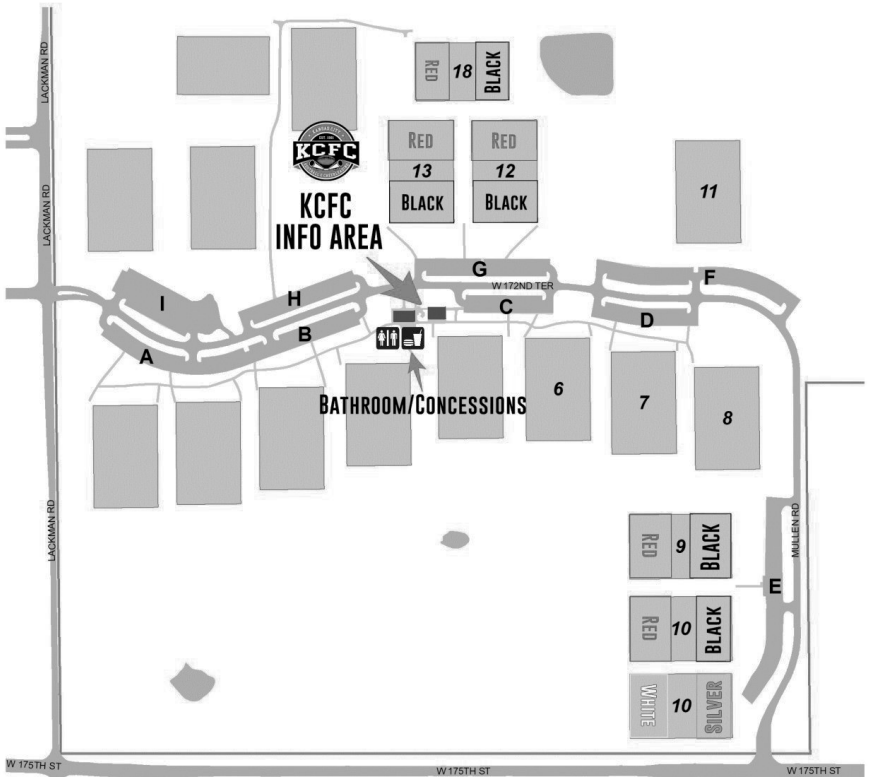 LACKMAN RD
RED
18
BLACK
KANSAS CITY
KCFC
RED
13
BLACK
RED
12
BLACK
11
LACKMAN RD
KCFC
INFO AREA
G
W 172ND TER
F
I
H
C
D
A
B
BATHROOM/CONCESSIONS
6
7
8
LACKMAN RD
MULLEN RD
RED
9
BLACK
E
RED
10
BLACK
WHITE
10
SILVER
W 175TH ST
W 175TH ST
W 175TH ST